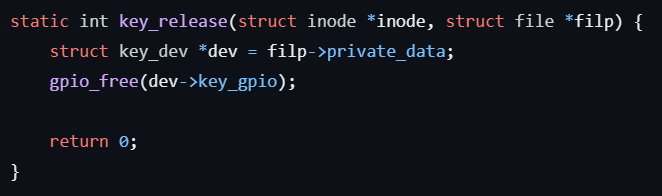 static int key_release(struct inode *inode, struct file *filp) {
    struct key_dev *dev = filp->private_data;
    gpio_free(dev->key_gpio);

    return 0;
}